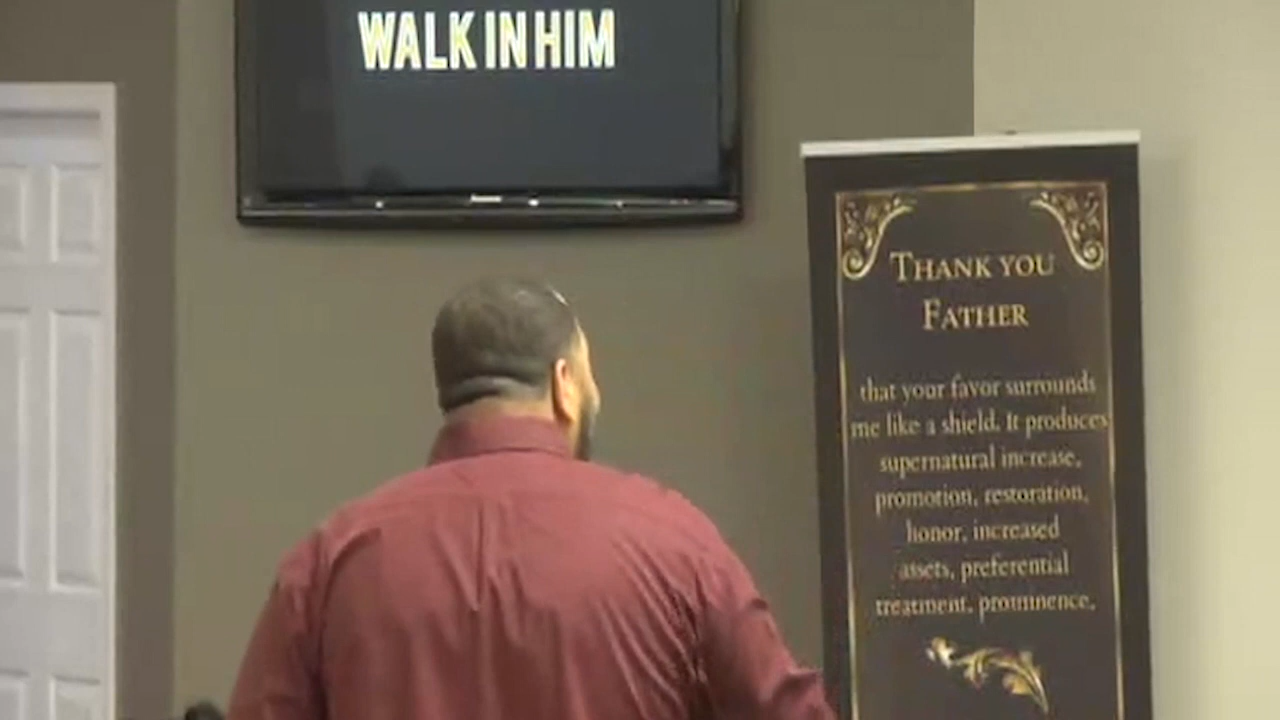 WALK IN HIM
THANK YOU
FATHER
that your favor surrounds
me like a shield. It produces
supernatural increase,
promotion, restoration,
honor, increased
assets, preferential
treatment, prominence,